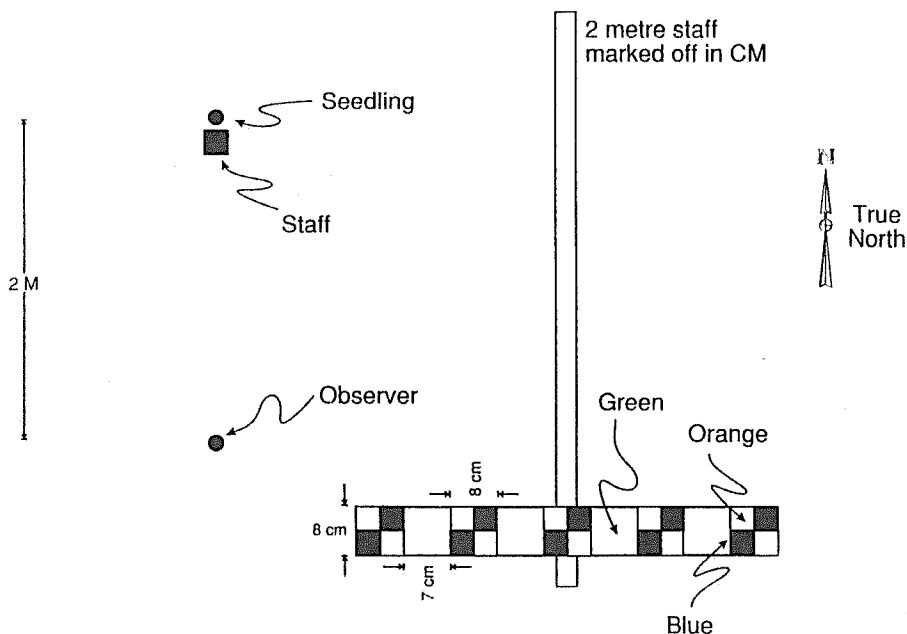 2 metre staff
marked off in CM
Seedling
Staff
N
True
North
2 M
Observer
Green
Orange
8 cm
8 cm
7 cm
Blue